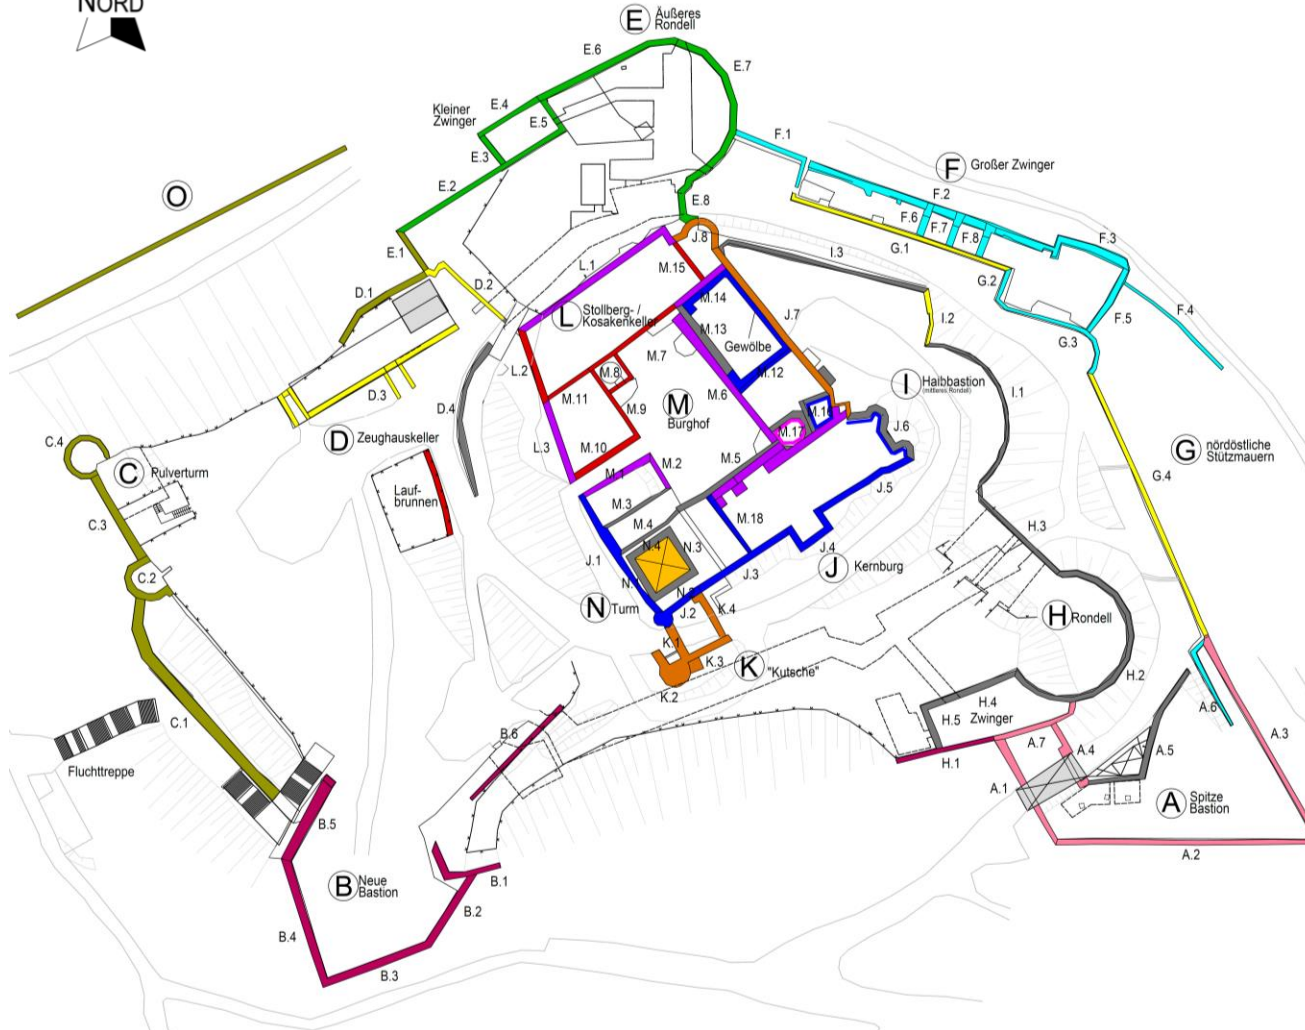 NORD
E Äußeres
Rondell
E.6
E.7
E.4
E.5
Kleiner
Zwinger
E.3
E.2
E.8
E.1
O
F.1
F Großer Zwinger
F.2
F.6
F.7
F.8
F.3
F.4
F.5
G.1
G.2
G.3
J.8
I.3
D.2
D.1
L.1
M.15
M.14
M.13
Gewölbe
J.7
I.2
L Stollberg-/
Kosakenkeller
M.7
M.8
M.12
L.2
M.11
M.9
M.6
M
Burghof
M.16
I Halbbastion
(mittleres Rondell)
I.1
D.3
D.4
D Zeughauskeller
L.3
M.10
M.17
J.6
C.4
C Pulverturm
G nördöstliche
Stützmauern
G.4
M.5
M.1
M.2
J.5
Lauf-
brunnen
M.3
M.4
M.18
C.3
H.3
N.4
N.3
J.4
J.1
J.3
J Kernburg
C.2
N.1
N.2
N Turm
J.2
K.4
H Rondell
K.1
K.3
K "Kutsche"
K.2
H.2
H.4
Zwinger
H.5
A.6
A.3
C.1
Fluchttreppe
B.6
H.1
A.7
A.4
A.5
A.1
A Spitze
Bastion
B.5
A.2
B Neue
Bastion
B.1
B.2
B.4
B.3